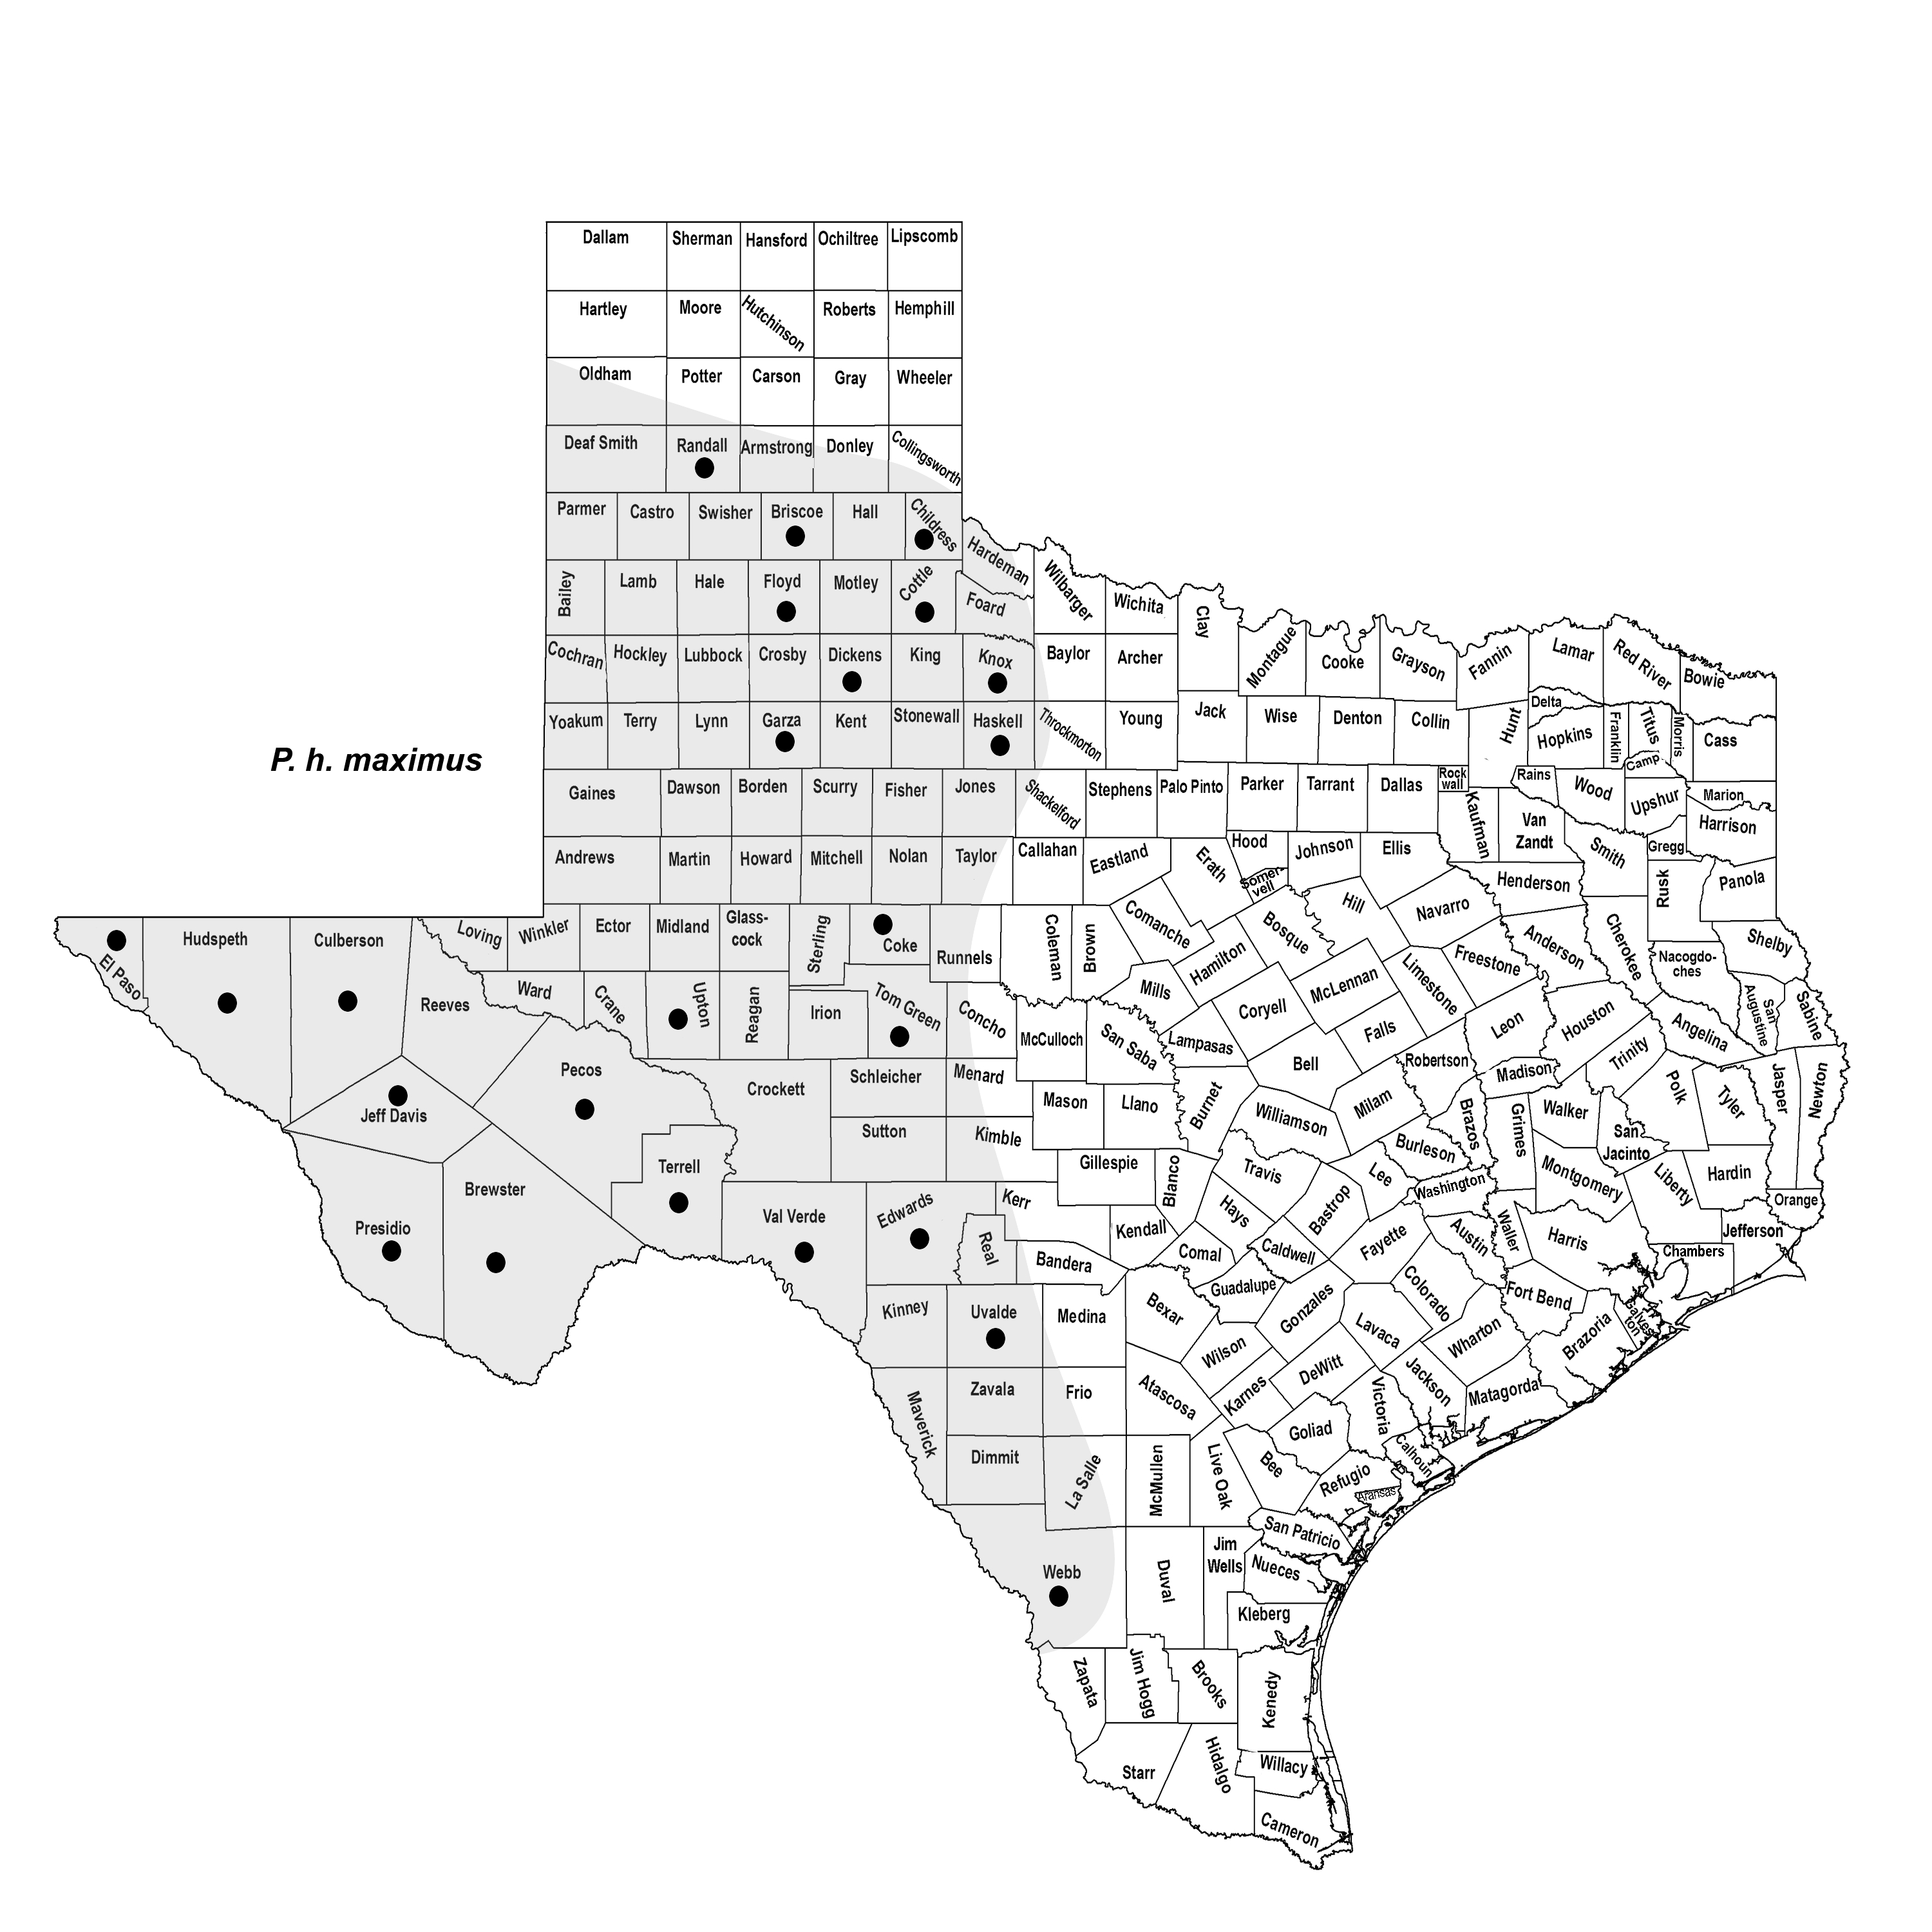 Dallam Sherman Hansford Ochiltree Lipscomb
Hartley Moore Hutchinson Roberts Hemphill
Oldham Potter Carson Gray Wheeler
Deaf Smith Randall Armstrong Donley Collingsworth
Parmer Castro Swisher Briscoe Hall Childress
Hardeman
Bailey Lamb Hale Floyd Motley Cottle Foard Wilbarger Wichita Clay Montague Cooke Grayson Fannin Lamar Red River Bowie
Cochran Hockley Lubbock Crosby Dickens King Knox Baylor Archer
Yoakum Terry Lynn Garza Kent Stonewall Haskell Throckmorton Young Jack Wise Denton Collin Hunt Delta Hopkins Franklin Titus Morris Cass
P. h. maximus
Gaines Dawson Borden Scurry Fisher Jones Shackelford Stephens Palo Pinto Parker Tarrant Dallas Rock
wall
Kaufman Rains Wood Camp Upshur Marion
Harrison
Andrews Martin Howard Mitchell Nolan Taylor Callahan Eastland Erath Hood Somer-
vell
Johnson Ellis Van
Zandt
Smith Gregg Rusk Panola
Henderson
El Paso Hudspeth Culberson Reeves Loving Winkler Ector Midland Glass-
cock
Sterling Coke Runnels Coleman Brown Comanche Hamilton Bosque Hill Navarro Freestone Anderson Cherokee Nacogdo-
ches
Shelby
Ward Crane Upton Reagan Irion Tom Green Concho McCulloch San Saba Mills Lampasas Coryell McLennan Limestone Falls Leon Houston Angelina San
Augustine
Sabine
Jeff Davis Pecos Crockett Schleicher Menard Mason Llano Burnet Bell Milam Robertson Madison Trinity Polk Tyler Jasper Newton
Sutton Kimble Gillespie Blanco Williamson Travis Burleson Brazos Grimes Walker San
Jacinto
Presidio Brewster Terrell Val Verde Edwards Real Kerr Kendall Hays Bastrop Lee Washington Montgomery Liberty Hardin Orange
Bandera Comal Caldwell Fayette Austin Waller Harris Chambers Jefferson
Kinney Uvalde Medina Bexar Guadalupe Gonzales Lavaca Colorado Wharton Fort Bend Brazoria Galves-
ton
Maverick Zavala Frio Atascosa Wilson Karnes DeWitt Victoria Jackson Matagorda
Dimmit La Salle McMullen Live Oak Bee Goliad Refugio Calhoun
Aransas
San Patricio
Webb Duval Jim
Wells
Nueces
Kleberg
Zapata Jim Hogg Brooks Kenedy
Starr Hidalgo Willacy
Cameron